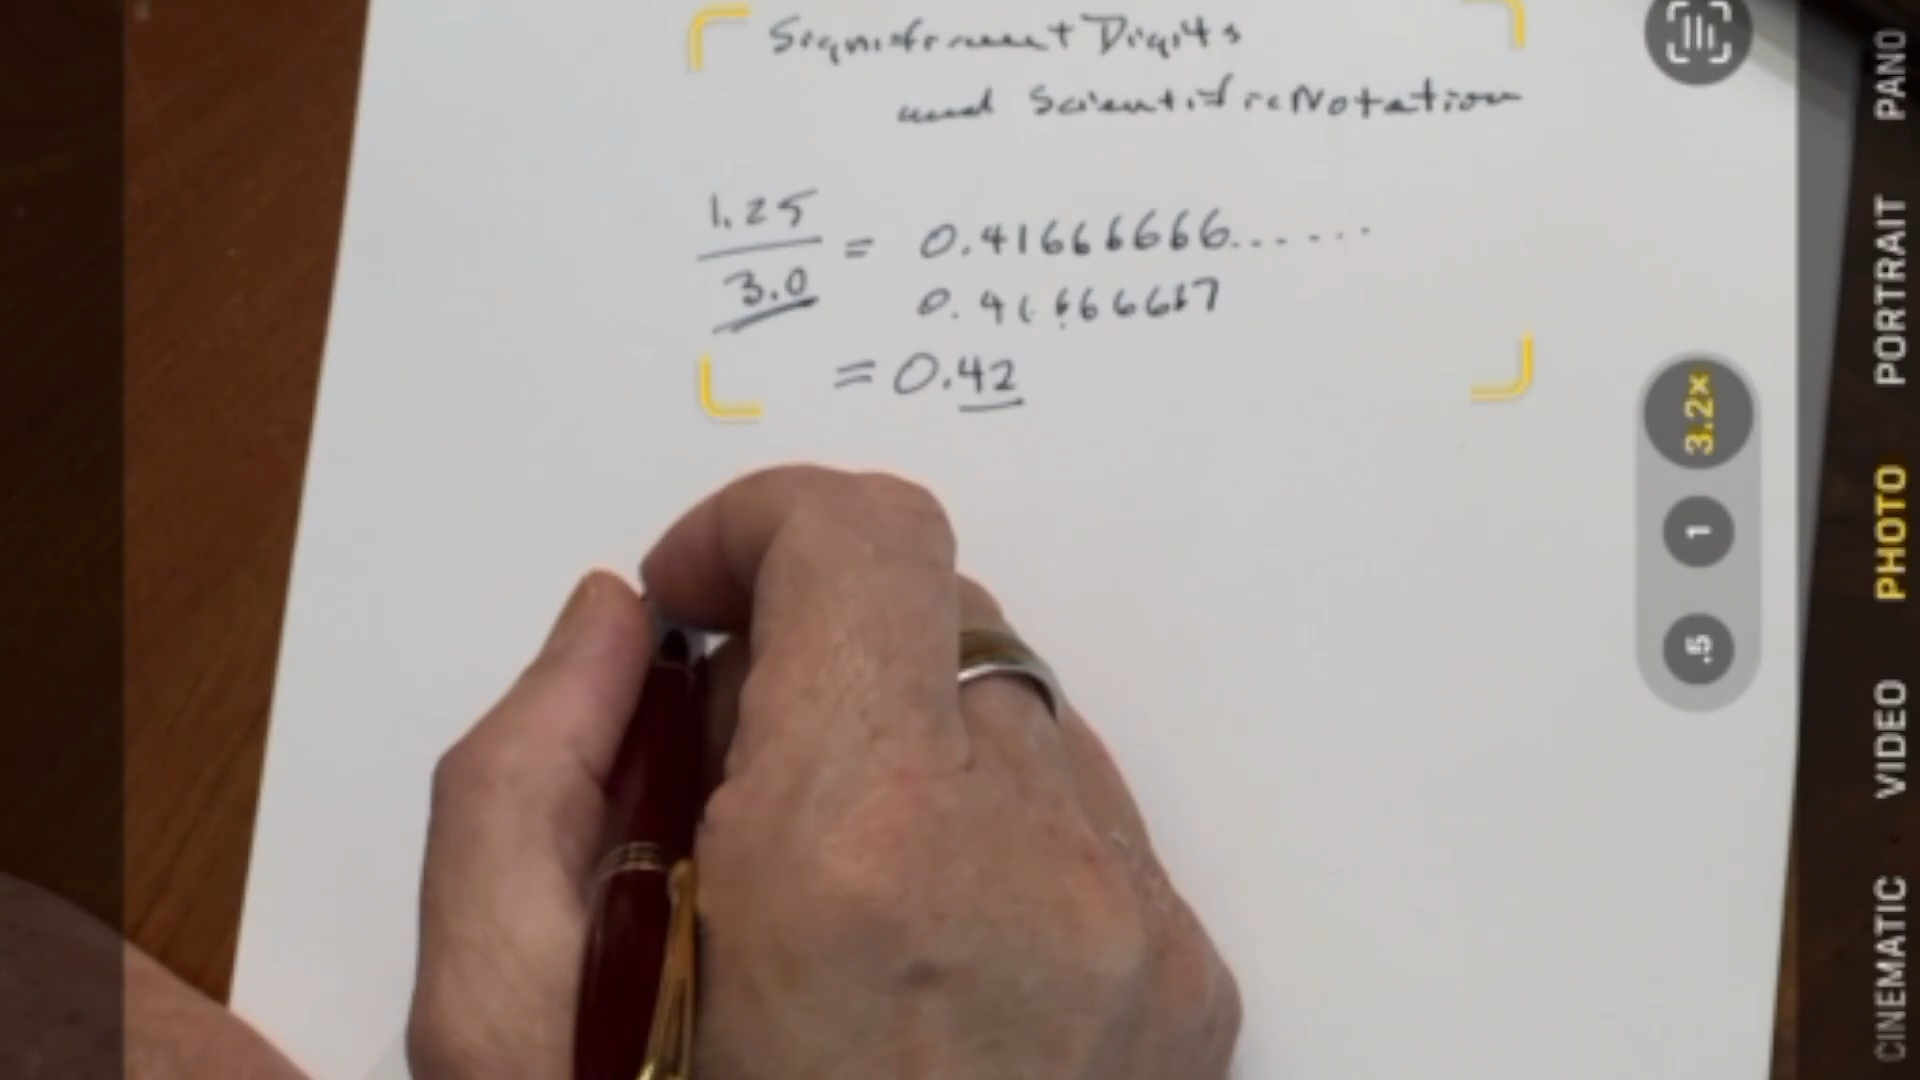 Significant Digits
and Scientific Notation
1.25
3.0
= 0.41666666......
0.41666667
= 0.42
3.2×
1
.5
PANO
PORTRAIT
PHOTO
VIDEO
CINEMATIC